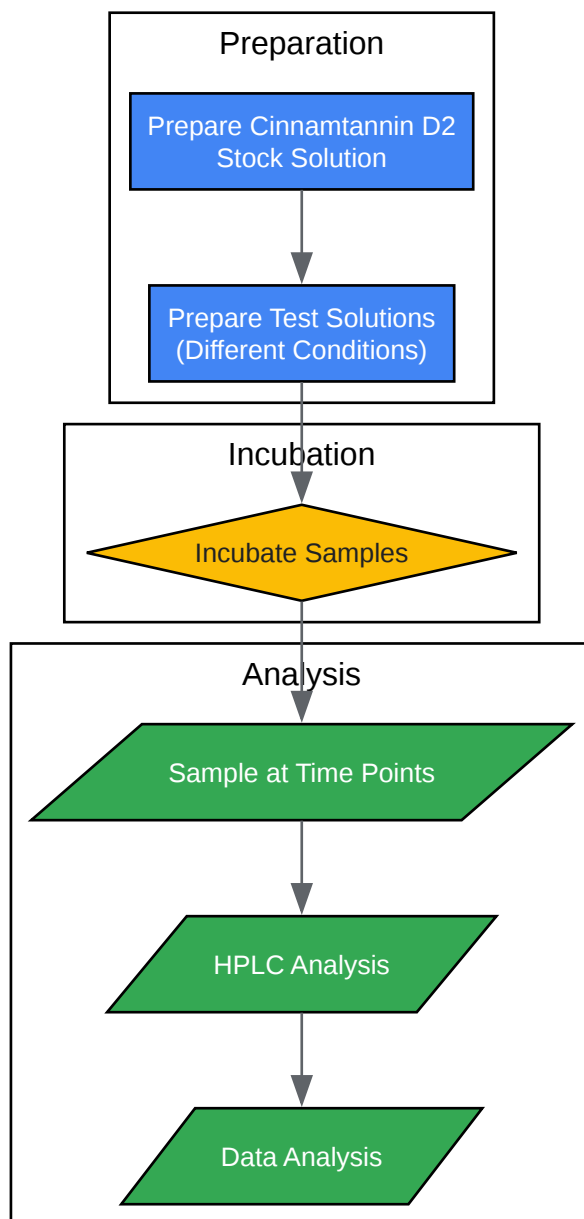 Preparation
Prepare Cinnamtannin D2
Stock Solution
Prepare Test Solutions
(Different Conditions)
Incubation
Incubate Samples
Analysis
Sample at Time Points
HPLC Analysis
Data Analysis